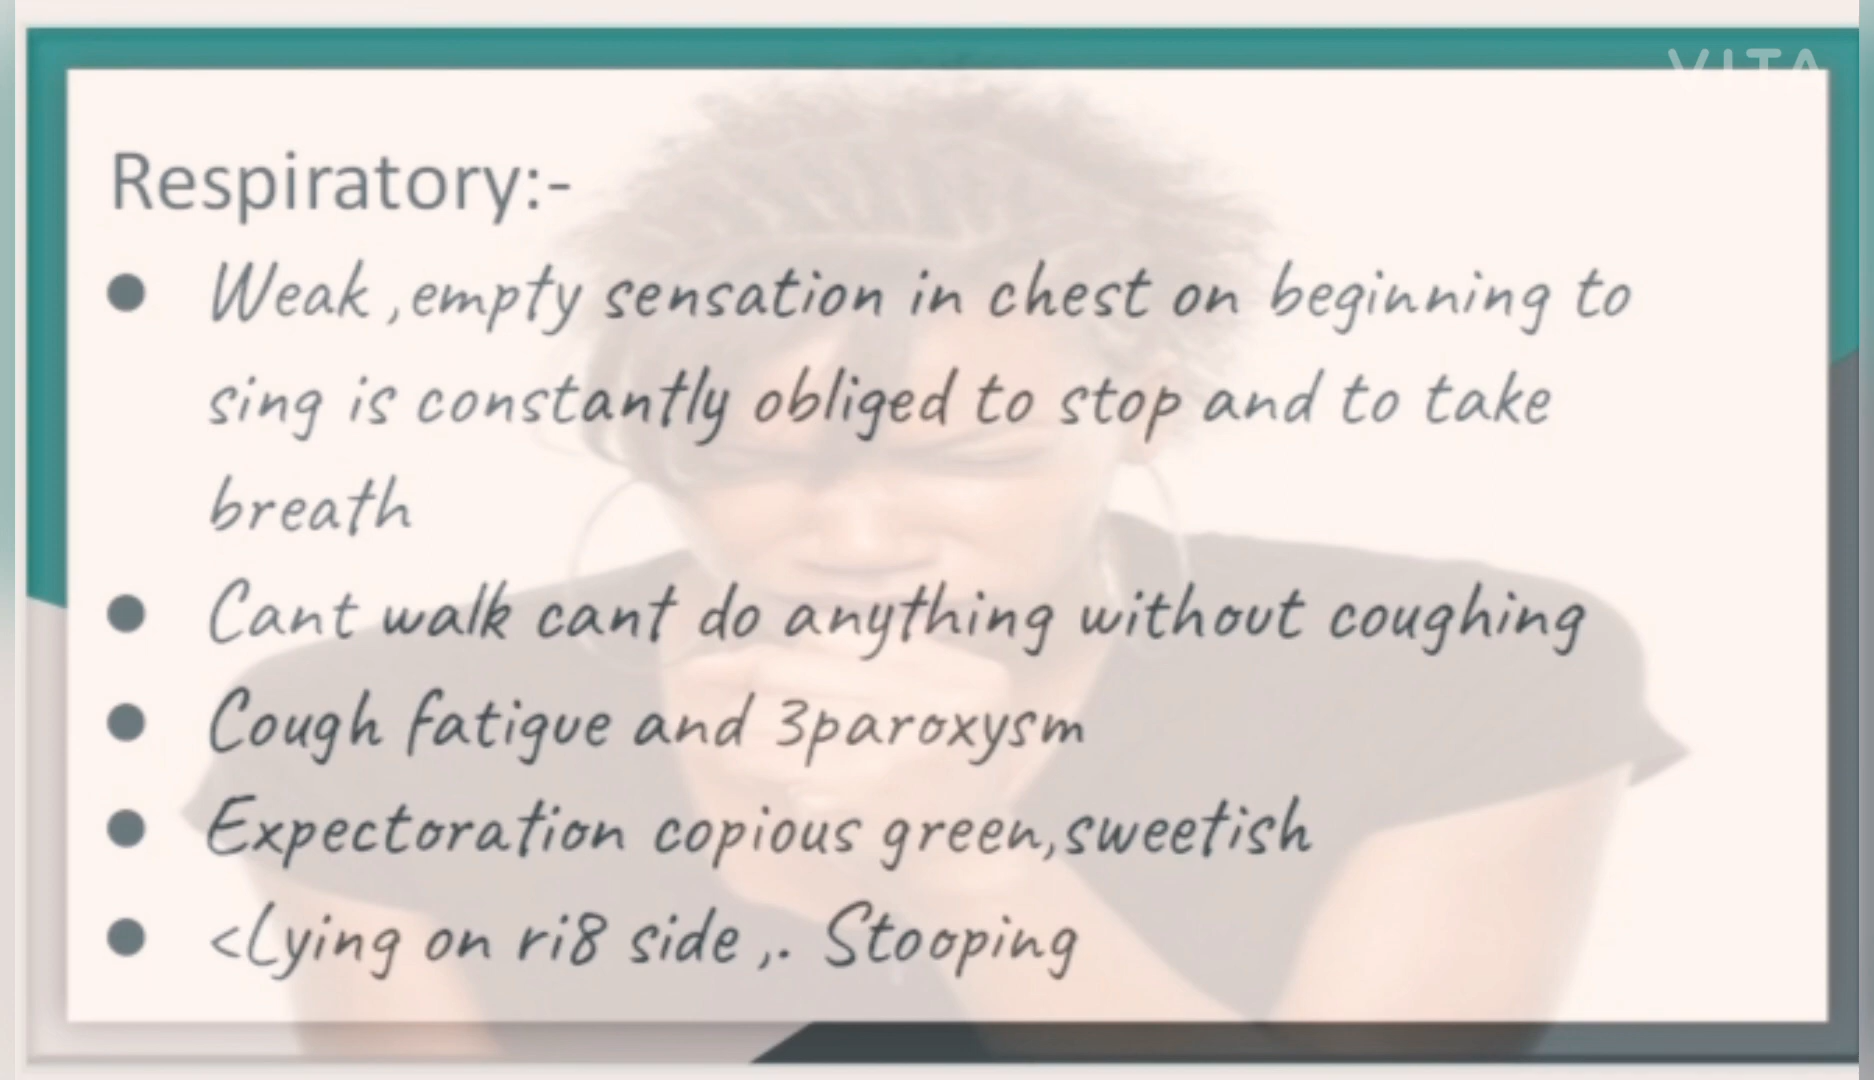 VITA
Respiratory:-
● Weak ,empty sensation in chest on beginning to
sing is constantly obliged to stop and to take
breath
● Cant walk cant do anything without coughing
● Cough fatigue and 3paroxysm
● Expectoration copious green,sweetish
● <Lying on ri8 side ,. Stooping